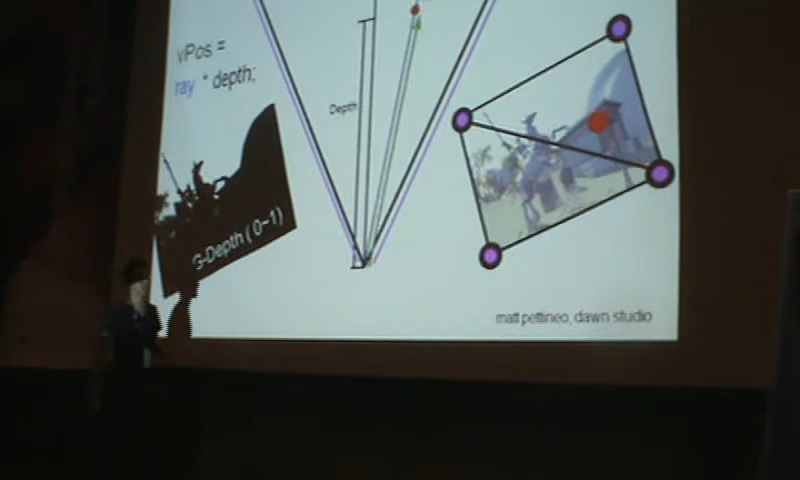 vPos =
ray * depth;
Depth
G-Depth ( 0~1)
matt pettineo, dawn studio